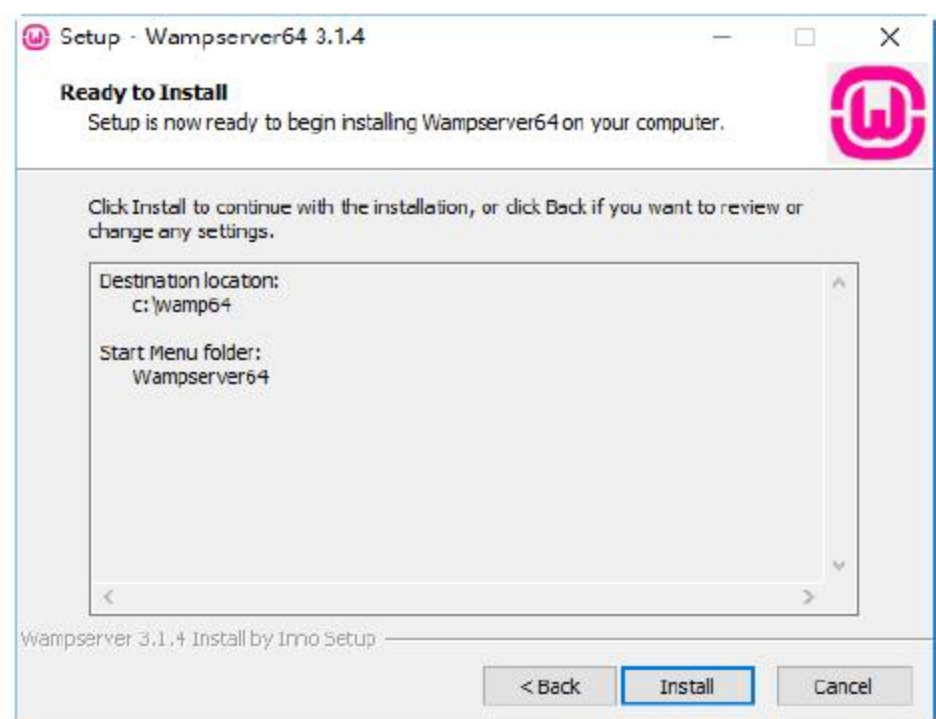 Setup - Wampserver64 3.1.4
Ready to Install
Setup is now ready to begin installing Wampserver64 on your computer.
Click Install to continue with the installation, or click Back if you want to review or
change any settings.
Destination location:
c:\wamp64
Start Menu folder:
Wampserver64
Wampserver 3.1.4 Install by Inno Setup
< Back
Install
Cancel